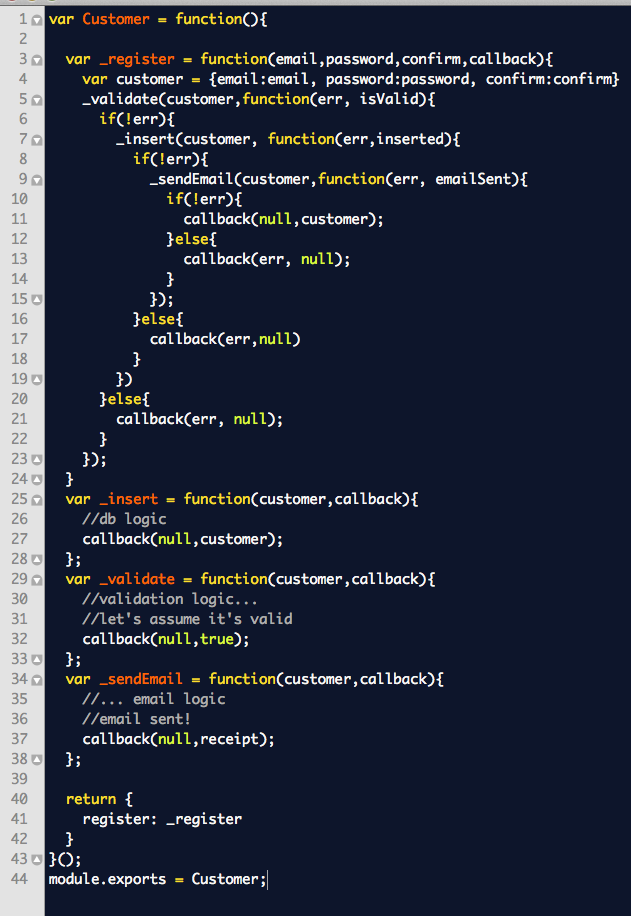 1 var Customer = function(){
2
3   var _register = function(email,password,confirm,callback){
4     var customer = {email:email, password:password, confirm:confirm}
5     _validate(customer,function(err, isValid){
6       if(!err){
7         _insert(customer, function(err,inserted){
8           if(!err){
9             _sendEmail(customer,function(err, emailSent){
10               if(!err){
11                 callback(null,customer);
12               }else{
13                 callback(err, null);
14               }
15             });
16           }else{
17             callback(err,null)
18           }
19         })
20       }else{
21         callback(err, null);
22       }
23     });
24   }
25   var _insert = function(customer,callback){
26     //db logic
27     callback(null,customer);
28   };
29   var _validate = function(customer,callback){
30     //validation logic...
31     //let's assume it's valid
32     callback(null,true);
33   };
34   var _sendEmail = function(customer,callback){
35     //... email logic
36     //email sent!
37     callback(null,receipt);
38   };
39
40   return {
41     register: _register
42   }
43 }();
44 module.exports = Customer;